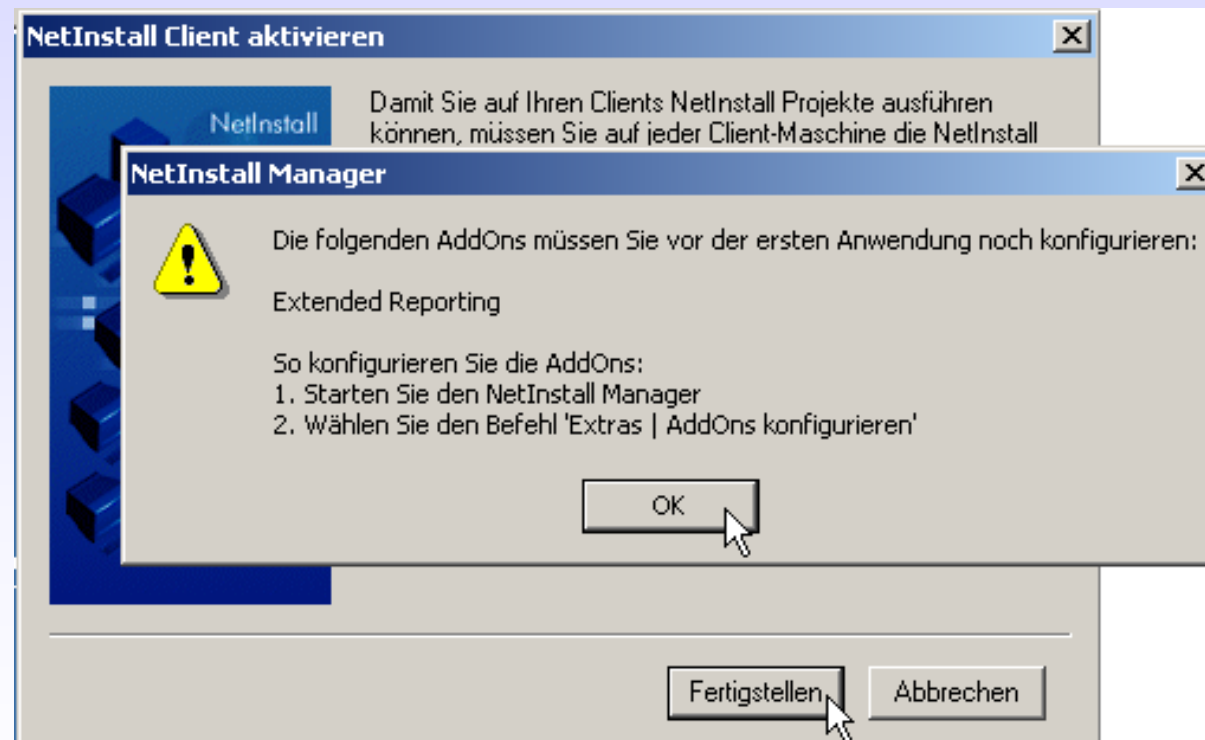 NetInstall Client aktivieren
NetInstall
Damit Sie auf Ihren Clients NetInstall Projekte ausführen
können, müssen Sie auf jeder Client-Maschine die NetInstall
NetInstall Manager
Die folgenden AddOns müssen Sie vor der ersten Anwendung noch konfigurieren:
Extended Reporting
So konfigurieren Sie die AddOns:
1. Starten Sie den NetInstall Manager
2. Wählen Sie den Befehl 'Extras | AddOns konfigurieren'
OK
Fertigstellen
Abbrechen